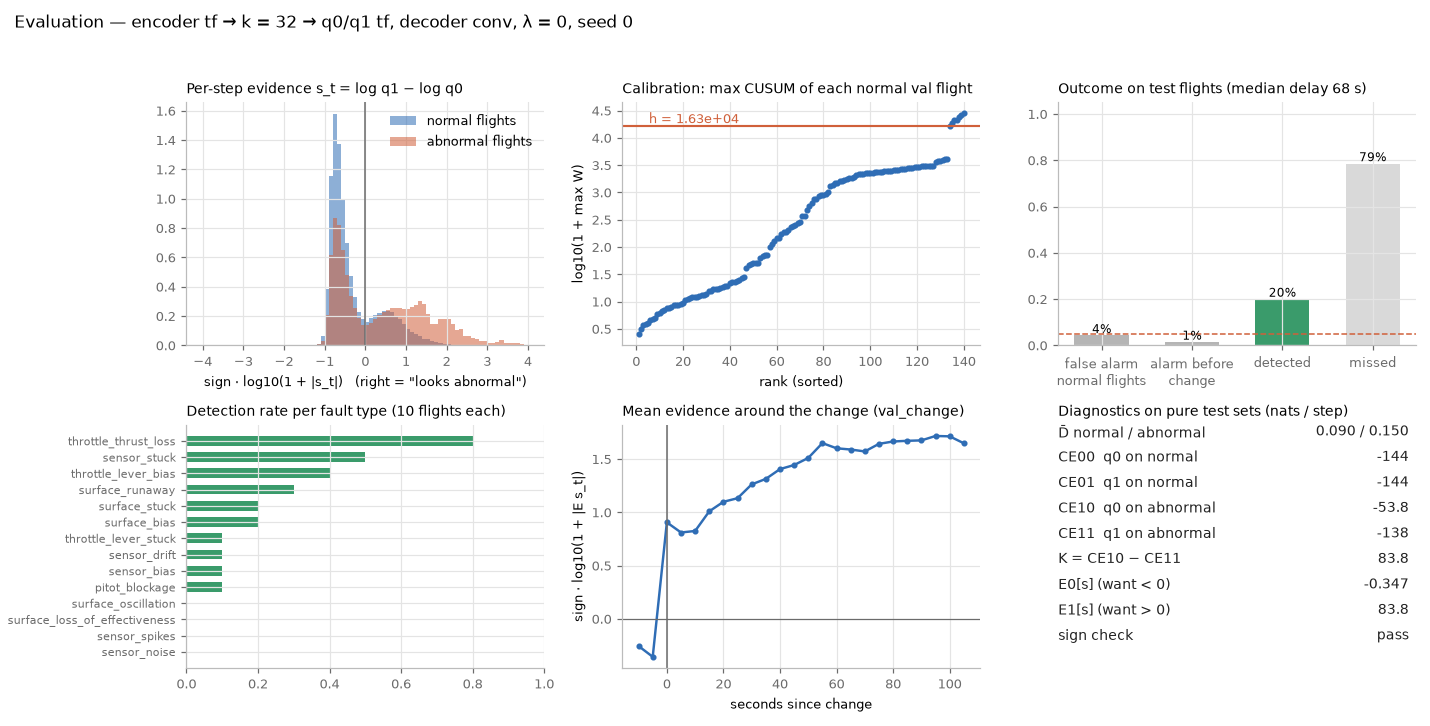 Evaluation — encoder tf → k = 32 → q0/q1 tf, decoder conv, λ = 0, seed 0
Per-step evidence s_t = log q1 − log q0
1.6
1.4
1.2
1.0
0.8
0.6
0.4
0.2
0.0
normal flights
abnormal flights
−4
−3
−2
−1
0
1
2
3
4
sign · log10(1 + |s_t|)   (right = "looks abnormal")
Calibration: max CUSUM of each normal val flight
log10(1 + max W)
4.5
4.0
3.5
3.0
2.5
2.0
1.5
1.0
0.5
h = 1.63e+04
0
20
40
60
80
100
120
140
rank (sorted)
Outcome on test flights (median delay 68 s)
1.0
0.8
0.6
0.4
0.2
0.0
4%
1%
20%
79%
false alarm
normal flights
alarm before
change
detected
missed
Detection rate per fault type (10 flights each)
throttle_thrust_loss
sensor_stuck
throttle_lever_bias
surface_runaway
surface_stuck
surface_bias
throttle_lever_stuck
sensor_drift
sensor_bias
pitot_blockage
surface_oscillation
surface_loss_of_effectiveness
sensor_spikes
sensor_noise
0.0
0.2
0.4
0.6
0.8
1.0
Mean evidence around the change (val_change)
sign · log10(1 + |E s_t|)
1.5
1.0
0.5
0.0
0
20
40
60
80
100
seconds since change
Diagnostics on pure test sets (nats / step)
D̄ normal / abnormal 0.090 / 0.150
CE00  q0 on normal -144
CE01  q1 on normal -144
CE10  q0 on abnormal -53.8
CE11  q1 on abnormal -138
K = CE10 − CE11 83.8
E0[s] (want < 0) -0.347
E1[s] (want > 0) 83.8
sign check pass